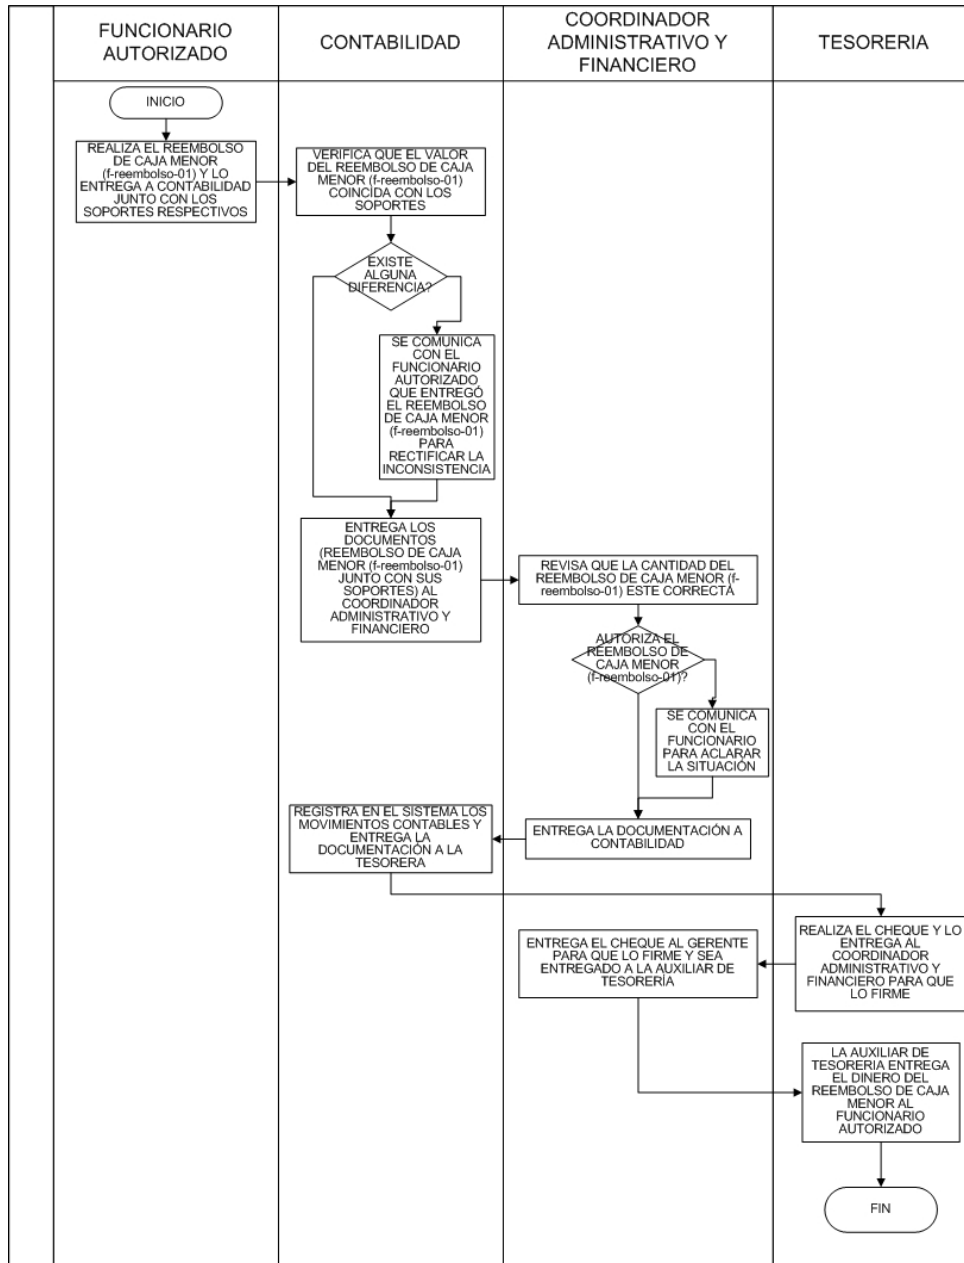 FUNCIONARIO
AUTORIZADO
CONTABILIDAD
COORDINADOR
ADMINISTRATIVO Y
FINANCIERO
TESORERIA
INICIO
REALIZA EL REEMBOLSO
DE CAJA MENOR
(f-reembolso-01) Y LO
ENTREGA A CONTABILIDAD
JUNTO CON LOS
SOPORTES RESPECTIVOS
VERIFICA QUE EL VALOR
DEL REEMBOLSO DE CAJA
MENOR (f-reembolso-01)
COINCIDA CON LOS
SOPORTES
EXISTE
ALGUNA
DIFERENCIA?
SE COMUNICA
CON EL
FUNCIONARIO
AUTORIZADO
QUE ENTREGÓ
EL REEMBOLSO
DE CAJA MENOR
(f-reembolso-01)
PARA
RECTIFICAR LA
INCONSISTENCIA
ENTREGA LOS
DOCUMENTOS
(REEMBOLSO DE CAJA
MENOR (f-reembolso-01)
JUNTO CON SUS
SOPORTES) AL
COORDINADOR
ADMINISTRATIVO Y
FINANCIERO
REVISA QUE LA CANTIDAD DEL
REEMBOLSO DE CAJA MENOR (f-
reembolso-01) ESTE CORRECTA
AUTORIZA EL
REEMBOLSO DE
CAJA MENOR
(f-reembolso-01)?
SE COMUNICA
CON EL
FUNCIONARIO
PARA ACLARAR
LA SITUACIÓN
ENTREGA LA DOCUMENTACIÓN A
CONTABILIDAD
REGISTRA EN EL SISTEMA LOS
MOVIMIENTOS CONTABLES Y
ENTREGA LA
DOCUMENTACIÓN A LA
TESORERA
REALIZA EL CHEQUE Y LO
ENTREGA AL
COORDINADOR
ADMINISTRATIVO Y
FINANCIERO PARA QUE
LO FIRME
ENTREGA EL CHEQUE AL GERENTE
PARA QUE LO FIRME Y SEA
ENTREGADO A LA AUXILIAR DE
TESORERÍA
LA AUXILIAR DE
TESORERIA ENTREGA
EL DINERO DEL
REEMBOLSO DE CAJA
MENOR AL
FUNCIONARIO
AUTORIZADO
FIN